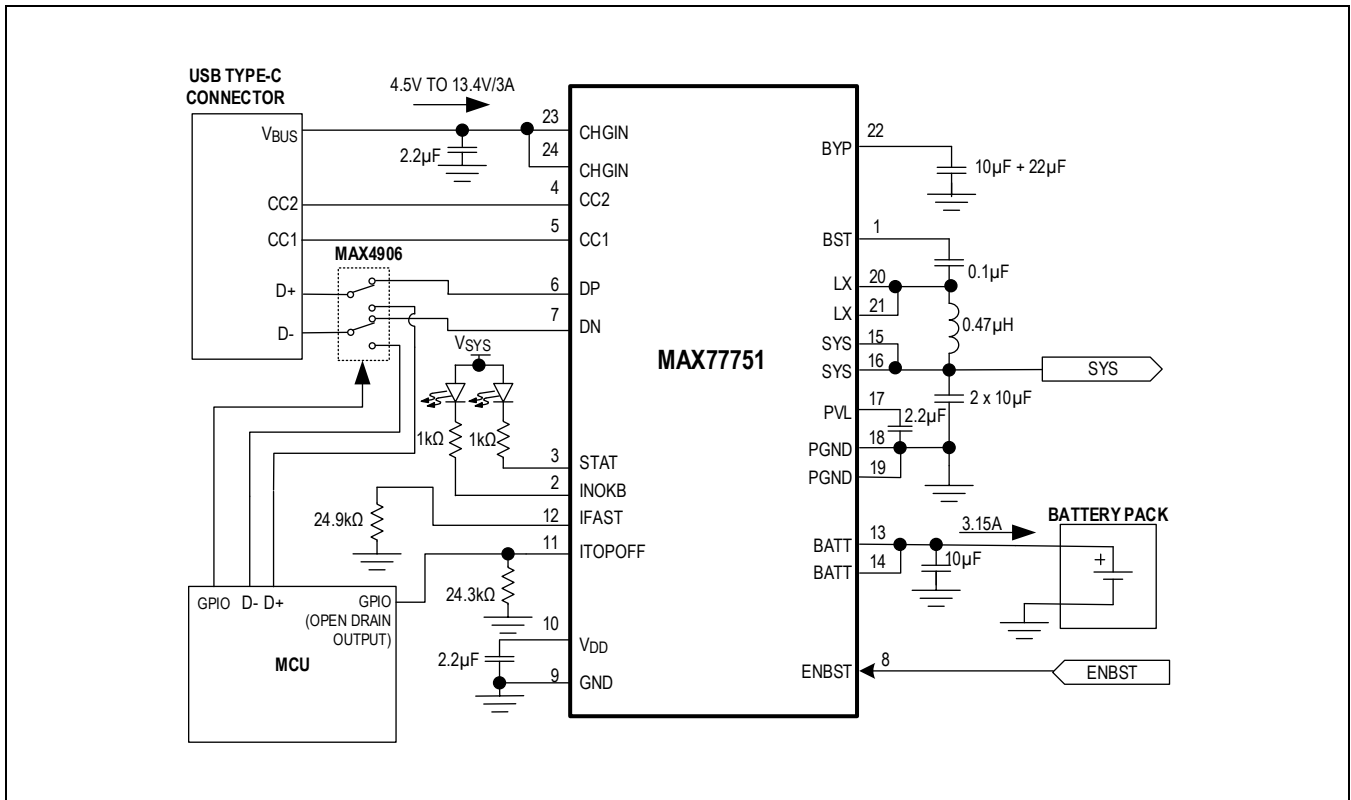 USB TYPE-C
CONNECTOR
4.5V TO 13.4V/3A
VBUS
2.2µF
23
CHGIN
24
CHGIN
4
CC2
CC2
5
CC1
CC1
MAX4906
D+
6
DP
D-
7
DN
VSYS
1kΩ
1kΩ
3
STAT
2
INOKB
24.9kΩ
12
IFAST
11
ITOPOFF
24.3kΩ
GPIO
D- D+
GPIO
(OPEN DRAIN
OUTPUT)
MCU
10
VDD
2.2µF
9
GND
MAX77751
22
BYP
10µF + 22µF
1
BST
0.1µF
20
LX
21
LX
0.47µH
15
SYS
16
SYS
SYS
2 x 10µF
17
PVL
2.2µF
18
PGND
19
PGND
BATTERY PACK
3.15A
13
BATT
14
BATT
10µF
+
8
ENBST
ENBST